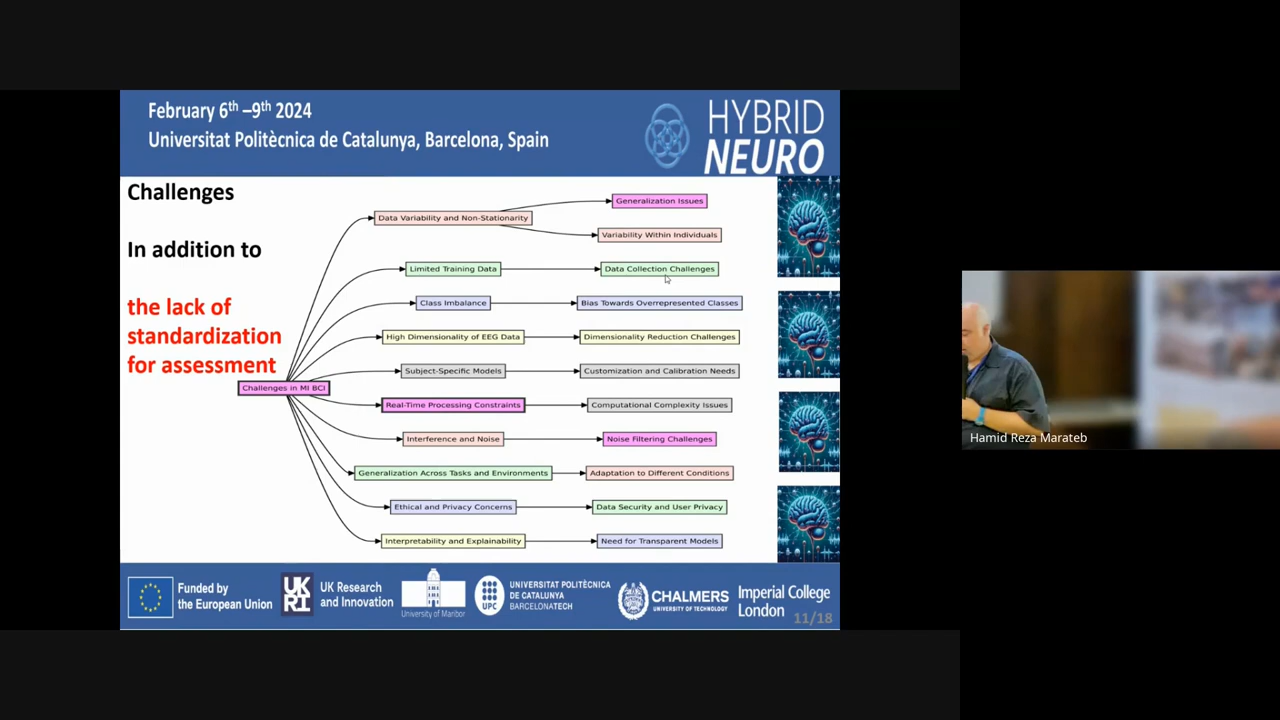 February 6th –9th 2024
Universitat Politècnica de Catalunya, Barcelona, Spain
HYBRID
NEURO
Challenges
In addition to
the lack of
standardization
for assessment
Challenges in MI BCI
Data Variability and Non-Stationarity
Generalization Issues
Variability Within Individuals
Limited Training Data
Data Collection Challenges
Class Imbalance
Bias Towards Overrepresented Classes
High Dimensionality of EEG Data
Dimensionality Reduction Challenges
Subject-Specific Models
Customization and Calibration Needs
Real-Time Processing Constraints
Computational Complexity Issues
Interference and Noise
Noise Filtering Challenges
Generalization Across Tasks and Environments
Adaptation to Different Conditions
Ethical and Privacy Concerns
Data Security and User Privacy
Interpretability and Explainability
Need for Transparent Models
Hamid Reza Marateb
Funded by
the European Union
UK
RI
UK Research
and Innovation
University of Maribor
UPC
UNIVERSITAT POLITÈCNICA
DE CATALUNYA
BARCELONATECH
CHALMERS
UNIVERSITY OF TECHNOLOGY
Imperial College
London
11/18